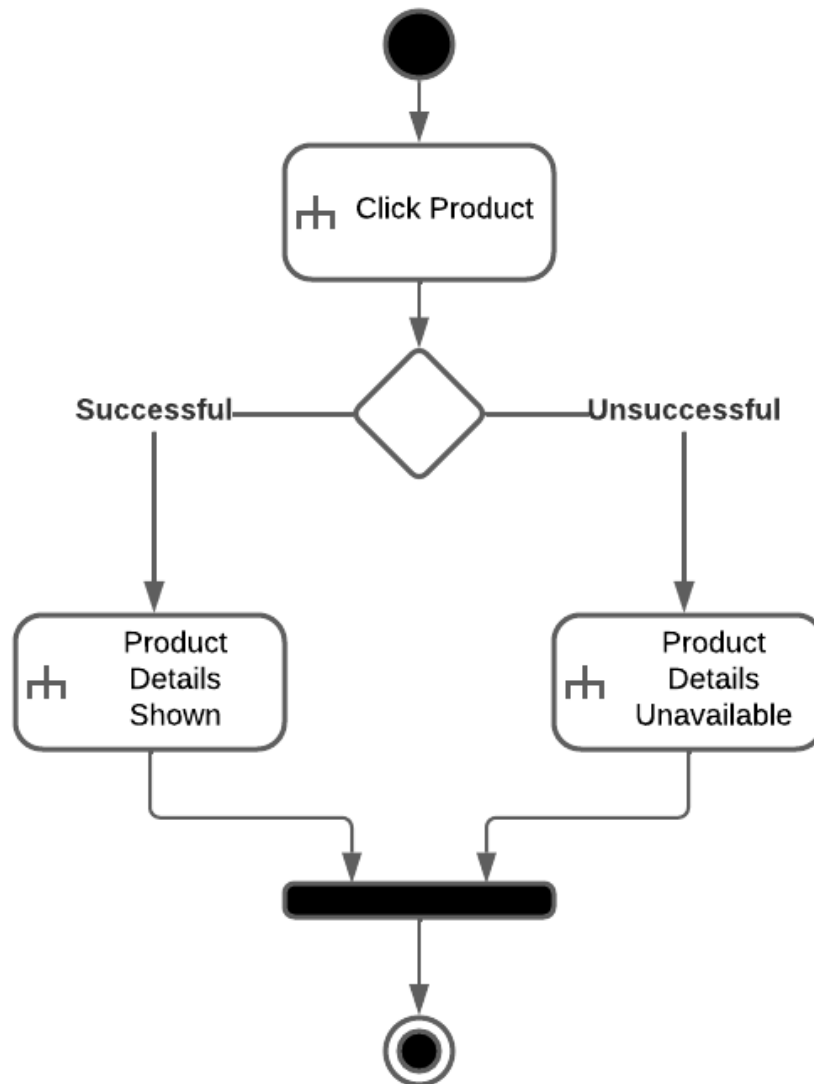 Click Product
Successful
Unsuccessful
Product
Details
Shown
Product
Details
Unavailable